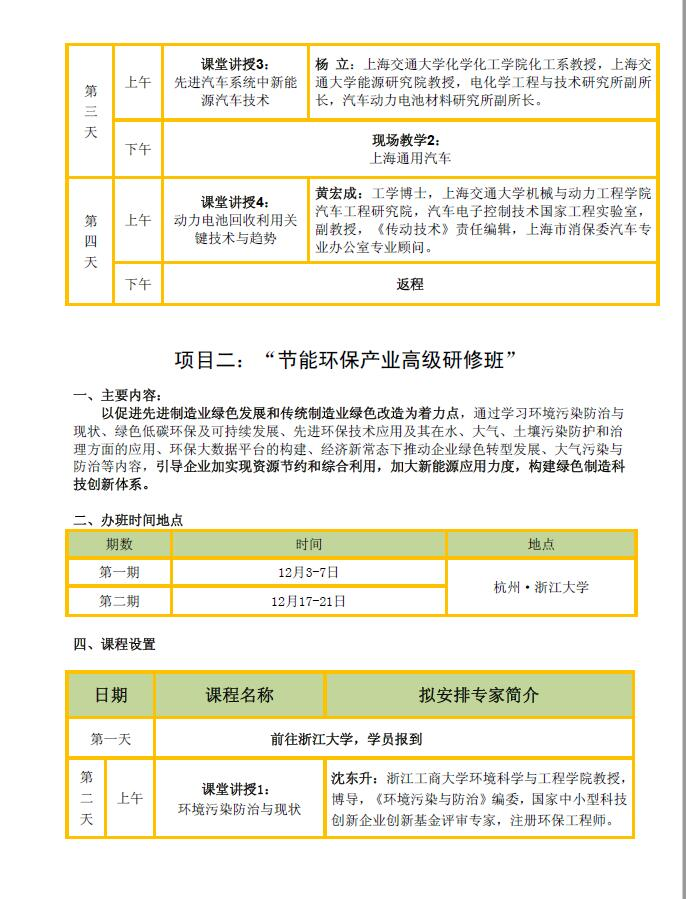 第三天
上午
课堂讲授3：
先进汽车系统中新能
源汽车技术
杨 立：上海交通大学化学化工学院化工系教授，上海交
通大学能源研究院教授，电化学工程与技术研究所副所
长，汽车动力电池材料研究所副所长。
下午
现场教学2：
上海通用汽车
第四天
上午
课堂讲授4：
动力电池回收利用关
键技术与趋势
黄宏成：工学博士，上海交通大学机械与动力工程学院
汽车工程研究院，汽车电子控制技术国家工程实验室，
副教授，《传动技术》责任编辑，上海市消保委汽车专
业办公室专业顾问。
下午
返程
项目二：“节能环保产业高级研修班”
一、主要内容：
以促进先进制造业绿色发展和传统制造业绿色改造为着力点，通过学习环境污染防治与
现状、绿色低碳环保及可持续发展、先进环保技术应用及其在水、大气、土壤污染防护和治
理方面的应用、环保大数据平台的构建、经济新常态下推动企业绿色转型发展、大气污染与
防治等内容，引导企业加实现资源节约和综合利用，加大新能源应用力度，构建绿色制造科
技创新体系。
二、办班时间地点
期数 时间 地点
第一期 12月3-7日
杭州·浙江大学
第二期 12月17-21日
四、课程设置
日期 课程名称 拟安排专家简介
第一天 前往浙江大学，学员报到
第二天
上午
课堂讲授1：
环境污染防治与现状
沈东升：浙江工商大学环境科学与工程学院教授，
博导，《环境污染与防治》编委，国家中小型科技
创新企业创新基金评审专家，注册环保工程师。